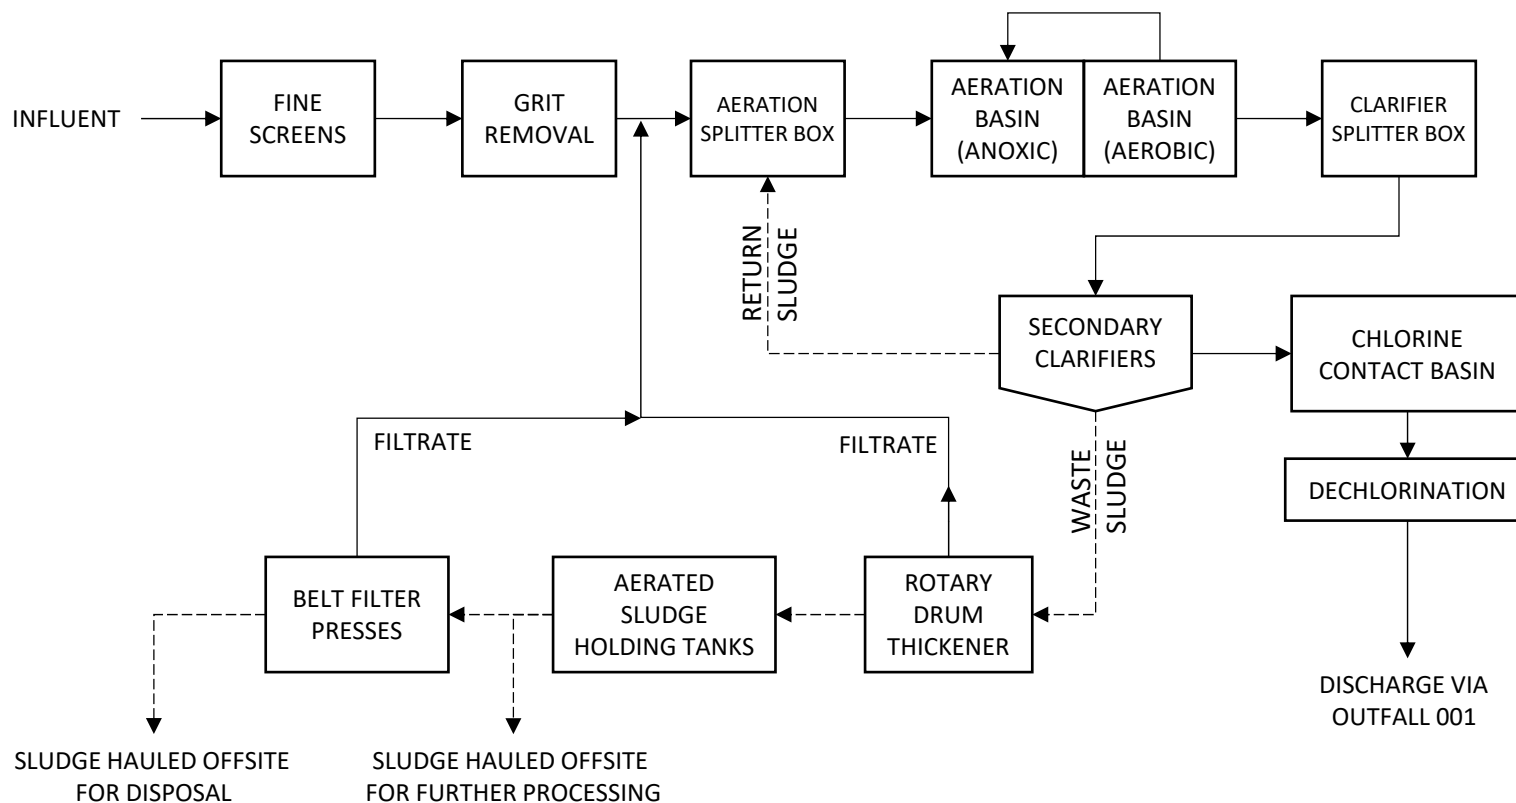 INFLUENT
FINE
SCREENS
GRIT
REMOVAL
AERATION
SPLITTER BOX
AERATION
BASIN
(ANOXIC)
AERATION
BASIN
(AEROBIC)
CLARIFIER
SPLITTER BOX
RETURN
SLUDGE
SECONDARY
CLARIFIERS
CHLORINE
CONTACT BASIN
FILTRATE
FILTRATE
WASTE
SLUDGE
DECHLORINATION
BELT FILTER
PRESSES
AERATED
SLUDGE
HOLDING TANKS
ROTARY
DRUM
THICKENER
DISCHARGE VIA
OUTFALL 001
SLUDGE HAULED OFFSITE
FOR DISPOSAL
SLUDGE HAULED OFFSITE
FOR FURTHER PROCESSING